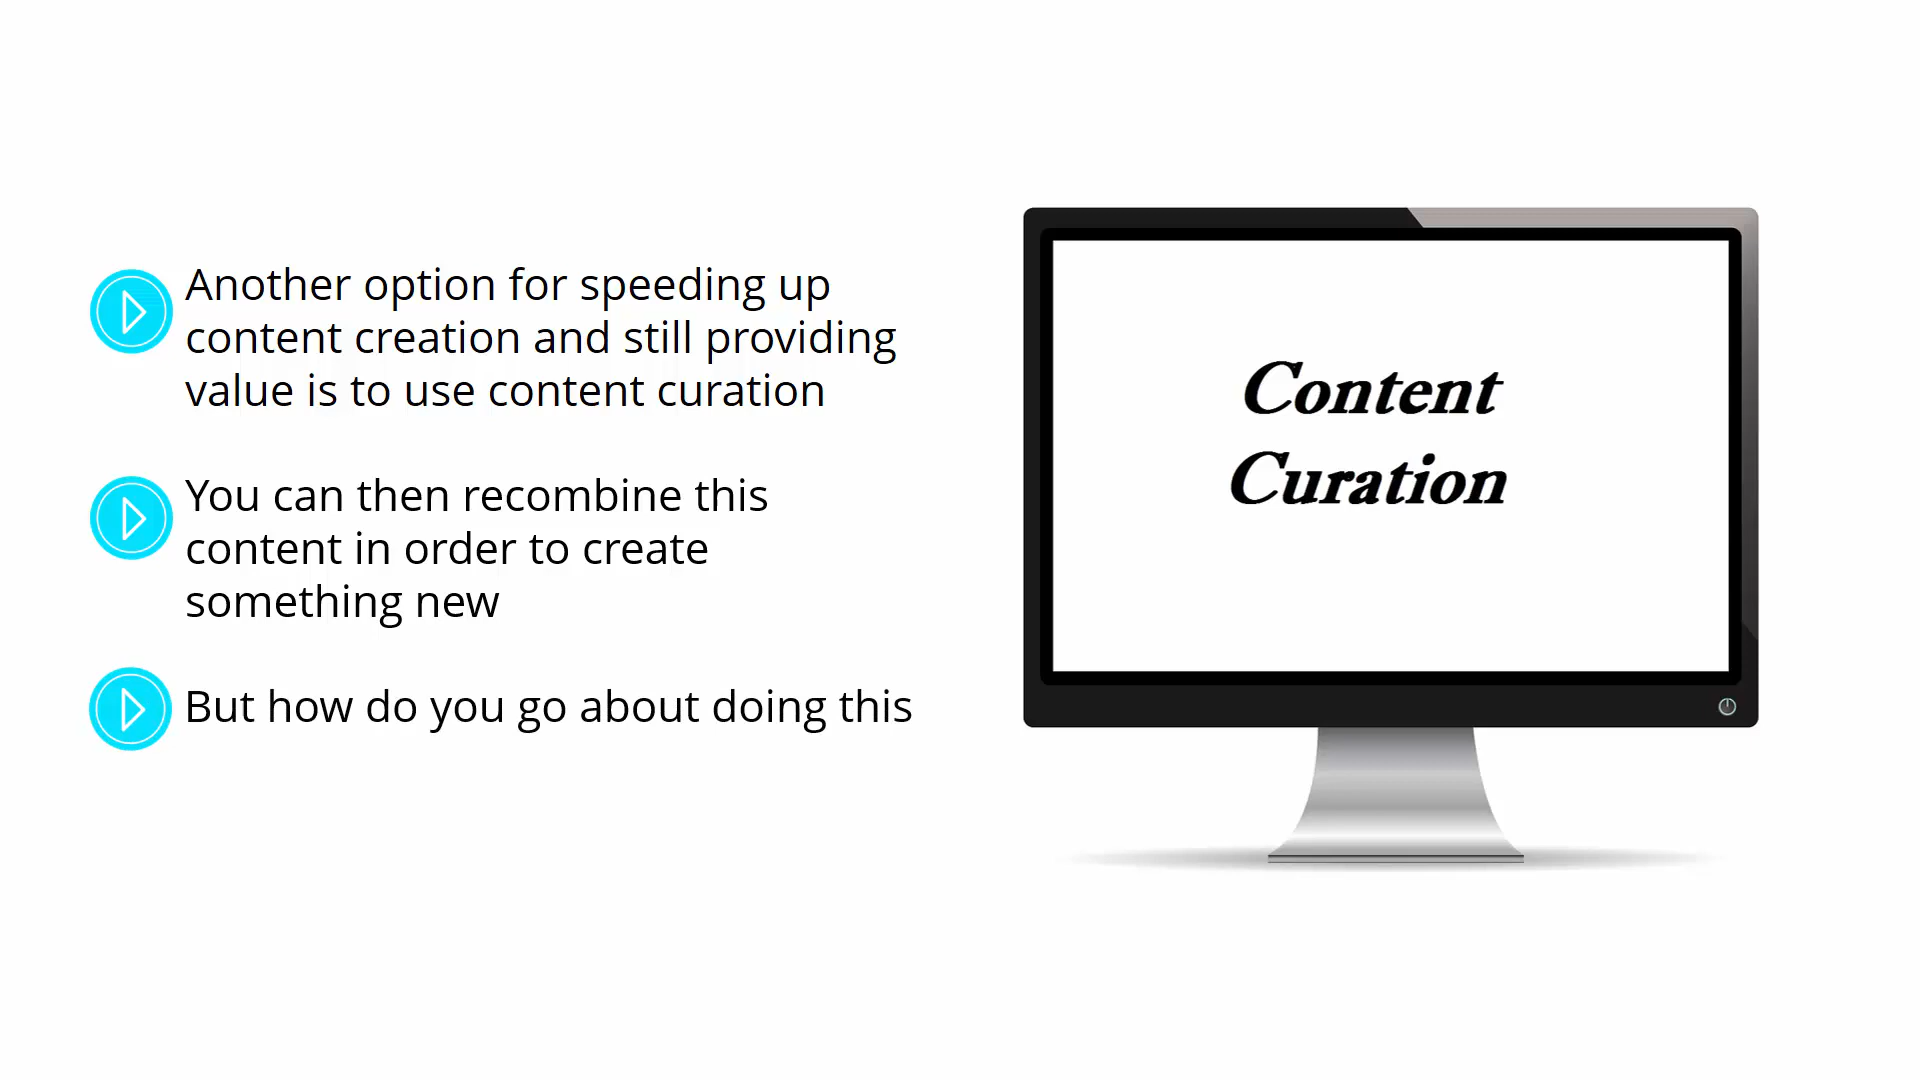 Another option for speeding up
content creation and still providing
value is to use content curation
You can then recombine this
content in order to create
something new
But how do you go about doing this
Content
Curation